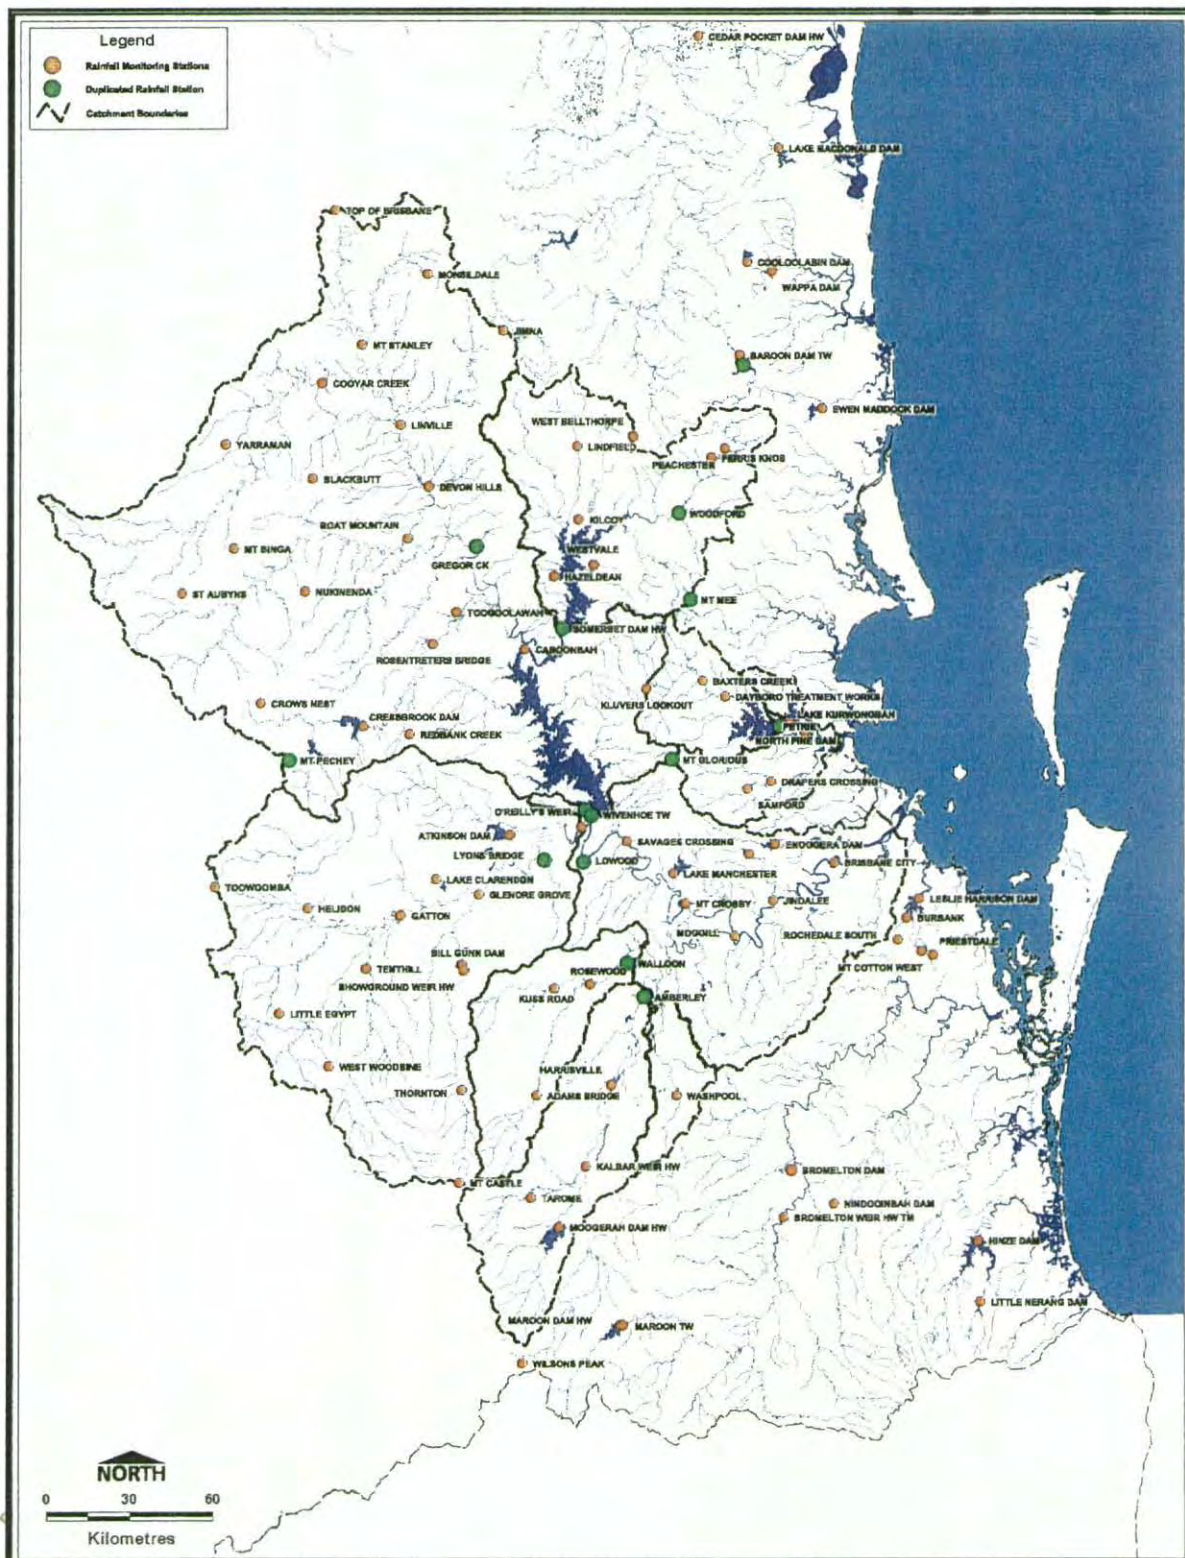 Legend
Rainfall Monitoring Stations
Duplicated Rainfall Station
Catchment Boundaries
CEDAR POCKET DAM HW
LAKE MACDONALD DAM
TOP OF BRISBANE
COOLOOLABIN DAM
MONSILDALE
WAPPA DAM
JIMNA
MT STANLEY
BAROON DAM TW
COOYAR CREEK
EWEN MADDOCK DAM
WEST BELLTHORPE
LINVILLE
YARRAMAN
LINDFIELD
FERRIS KNOB
PEACHESTER
BLACKBUTT
DEVON HILLS
WOODFORD
KILCOY
BOAT MOUNTAIN
MT BINGA
WESTVALE
GREGOR CK
HAZELDEAN
ST AUBYNS
NUKINENDA
MT MEE
TOOGOOLAWAH
SOMERSET DAM HW
CABOONBAH
ROSENTRETERS BRIDGE
BAXTERS CREEK
DAYBORO TREATMENT WORKS
KLUVERS LOOKOUT
CROWS NEST
LAKE KURWONGBAH
CRESSBROOK DAM
PETRIE
REDBANK CREEK
NORTH PINE DAM
MT PECHEY
MT GLORIOUS
DRAPERS CROSSING
SAMFORD
O'REILLY'S WEIR
WIVENHOE TW
ATKINSON DAM
SAVAGES CROSSING
ENOGGERA DAM
LYONS BRIDGE
LOWOOD
BRISBANE CITY
LAKE MANCHESTER
LAKE CLARENDON
TOOWOOMBA
GLENORE GROVE
LESLIE HARRISON DAM
HELIDON
MT CROSBY
JINDALEE
GATTON
BURBANK
MOGGILL
ROCHEDALE SOUTH
PRIESTDALE
BILL GUNN DAM
MT COTTON WEST
WALLOON
TENTHILL
ROSEWOOD
SHOWGROUND WEIR HW
KUSS ROAD
AMBERLEY
LITTLE EGYPT
WEST WOODBINE
HARRISVILLE
THORNTON
ADAMS BRIDGE
WASHPOOL
KALBAR WEIR HW
BROMELTON DAM
MT CASTLE
TAROME
NINDOOINBAH DAM
BROMELTON WEIR HW TM
MOOGERAH DAM HW
HINZE DAM
LITTLE NERANG DAM
MAROON DAM HW
MAROON TW
WILSONS PEAK
NORTH
0 30 60
Kilometres